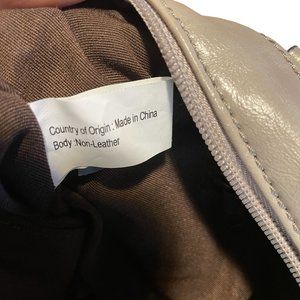 Country of Origin : Made in China
Body :Non-Leather